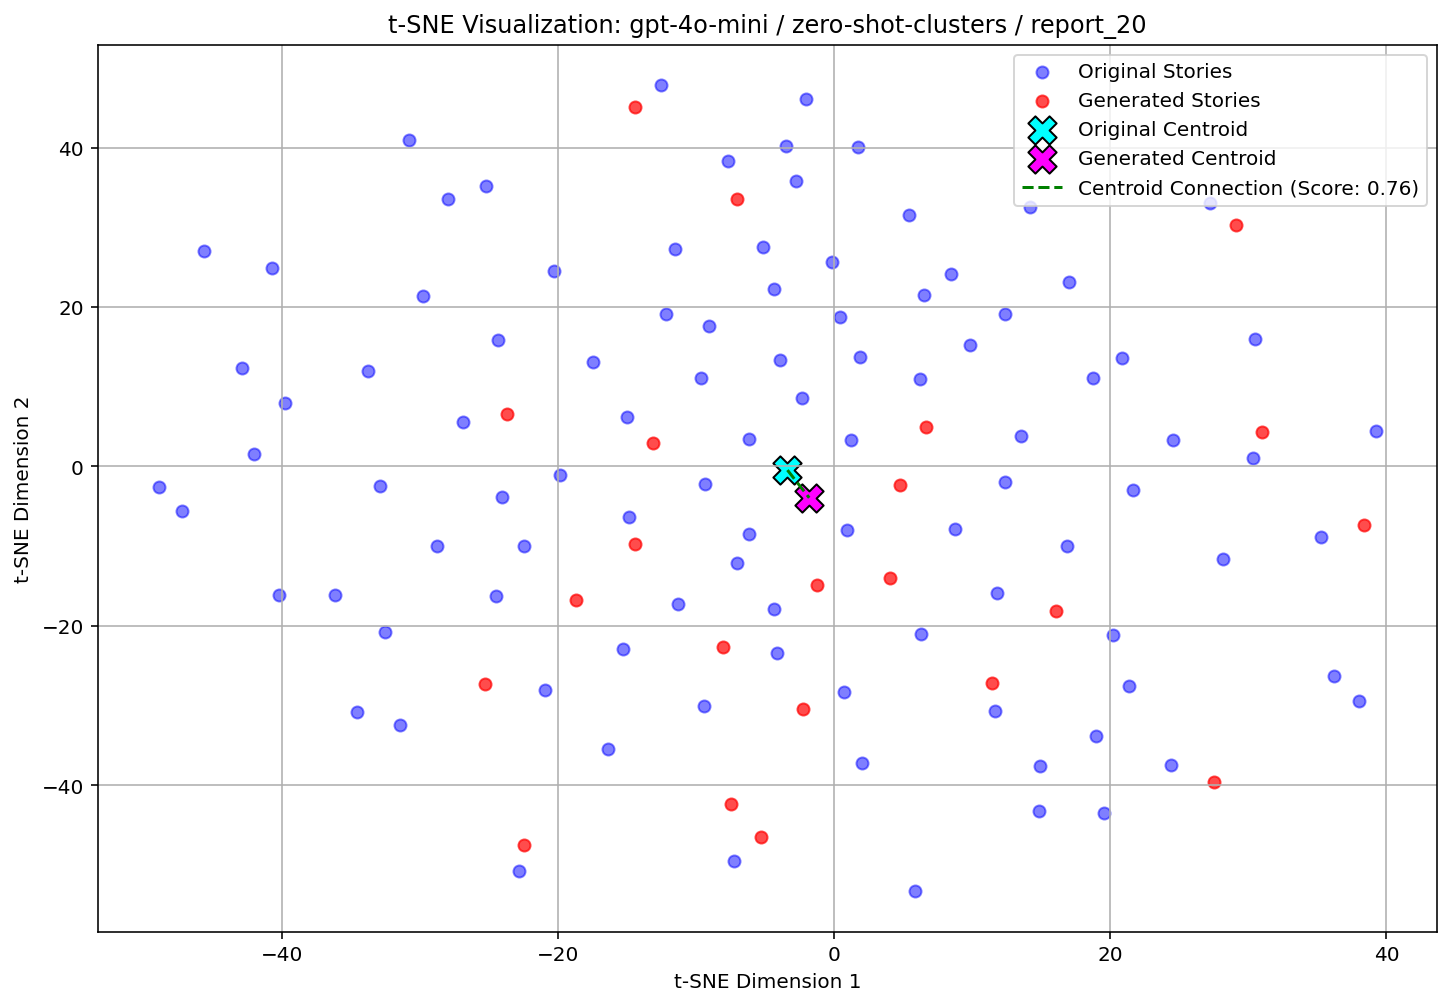 t-SNE Visualization: gpt-4o-mini / zero-shot-clusters / report_20
Original Stories
Generated Stories
Original Centroid
Generated Centroid
Centroid Connection (Score: 0.76)
t-SNE Dimension 2
40
20
0
−20
−40
−40
−20
0
20
40
t-SNE Dimension 1